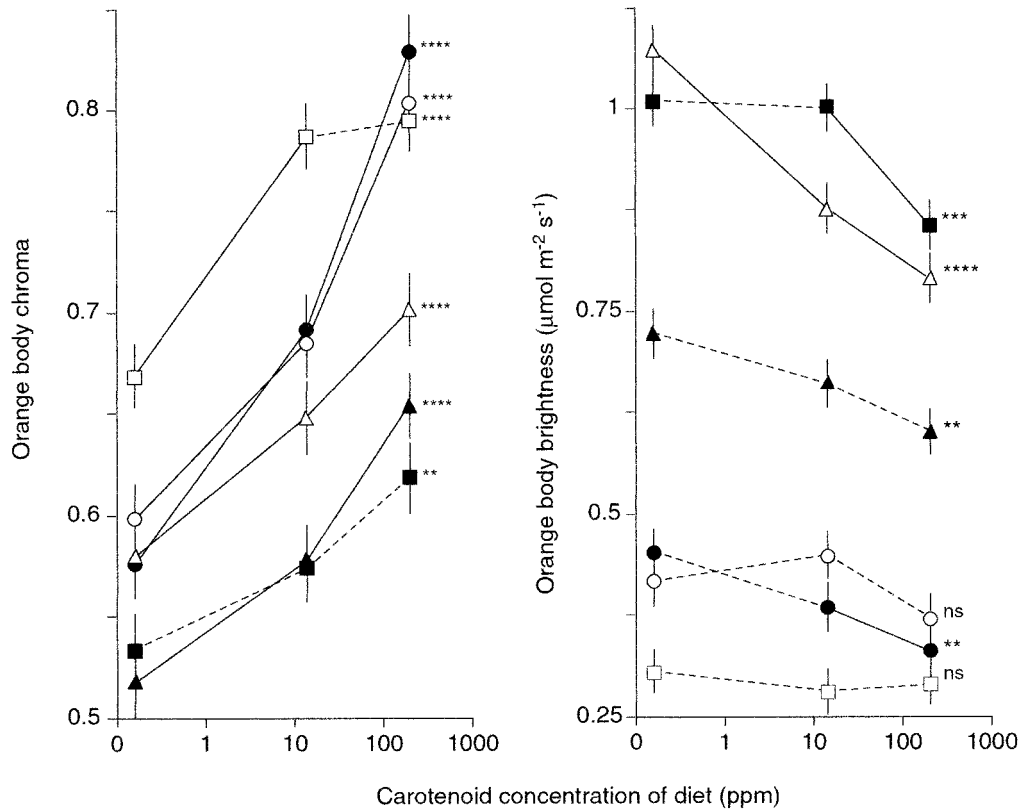 Orange body chroma
0.8
0.7
0.6
0.5
0 1 10 100 1000
****
****
****
****
****
**
Orange body brightness (µmol m⁻² s⁻¹)
1
0.75
0.5
0.25
0 1 10 100 1000
***
****
**
ns
**
ns
Carotenoid concentration of diet (ppm)